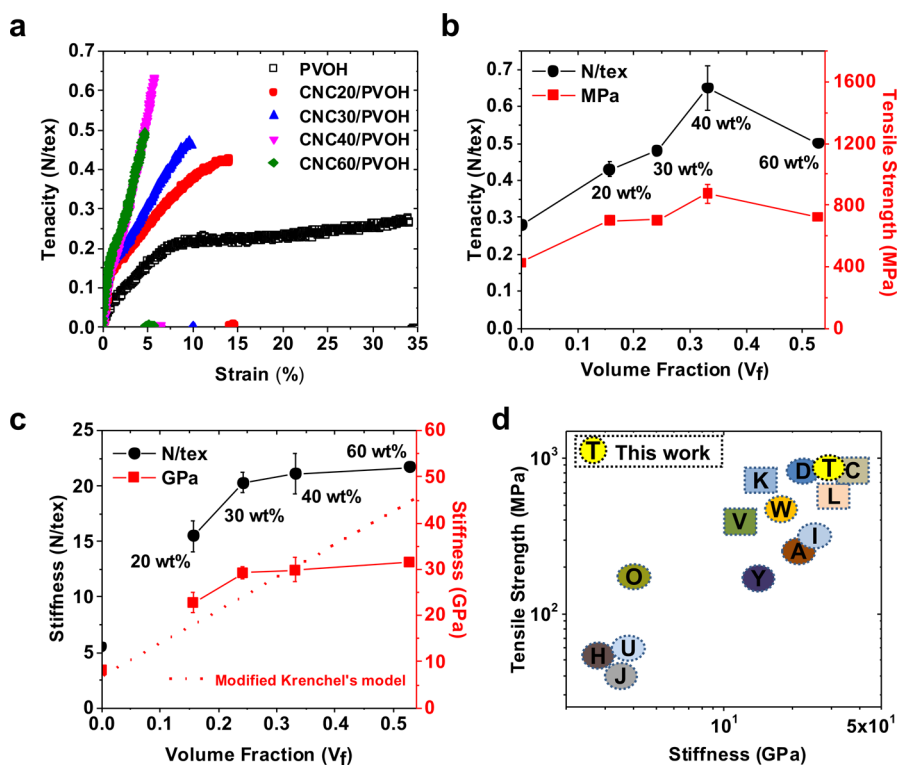 a
Tenacity (N/tex)
0.7
0.6
0.5
0.4
0.3
0.2
0.1
0.0
PVOH
CNC20/PVOH
CNC30/PVOH
CNC40/PVOH
CNC60/PVOH
0 5 10 15 20 25 30 35
Strain (%)
b
Tenacity (N/tex)
0.7
0.6
0.5
0.4
0.3
0.2
0.1
0.0
N/tex
MPa
20 wt%
30 wt%
40 wt%
60 wt%
1600
1200
800
400
0
Tensile Strength (MPa)
0.0 0.1 0.2 0.3 0.4 0.5
Volume Fraction (Vf)
c
Stiffness (N/tex)
25
20
15
10
5
0
N/tex
GPa
20 wt%
30 wt%
40 wt%
60 wt%
Modified Krenchel's model
60
50
40
30
20
10
0
Stiffness (GPa)
0.0 0.1 0.2 0.3 0.4 0.5
Volume Fraction (Vf)
d
Tensile Strength (MPa)
10³
10²
T This work
K D T C
L
V W
I
A
O Y
U
H
J
10¹ 5x10¹
Stiffness (GPa)